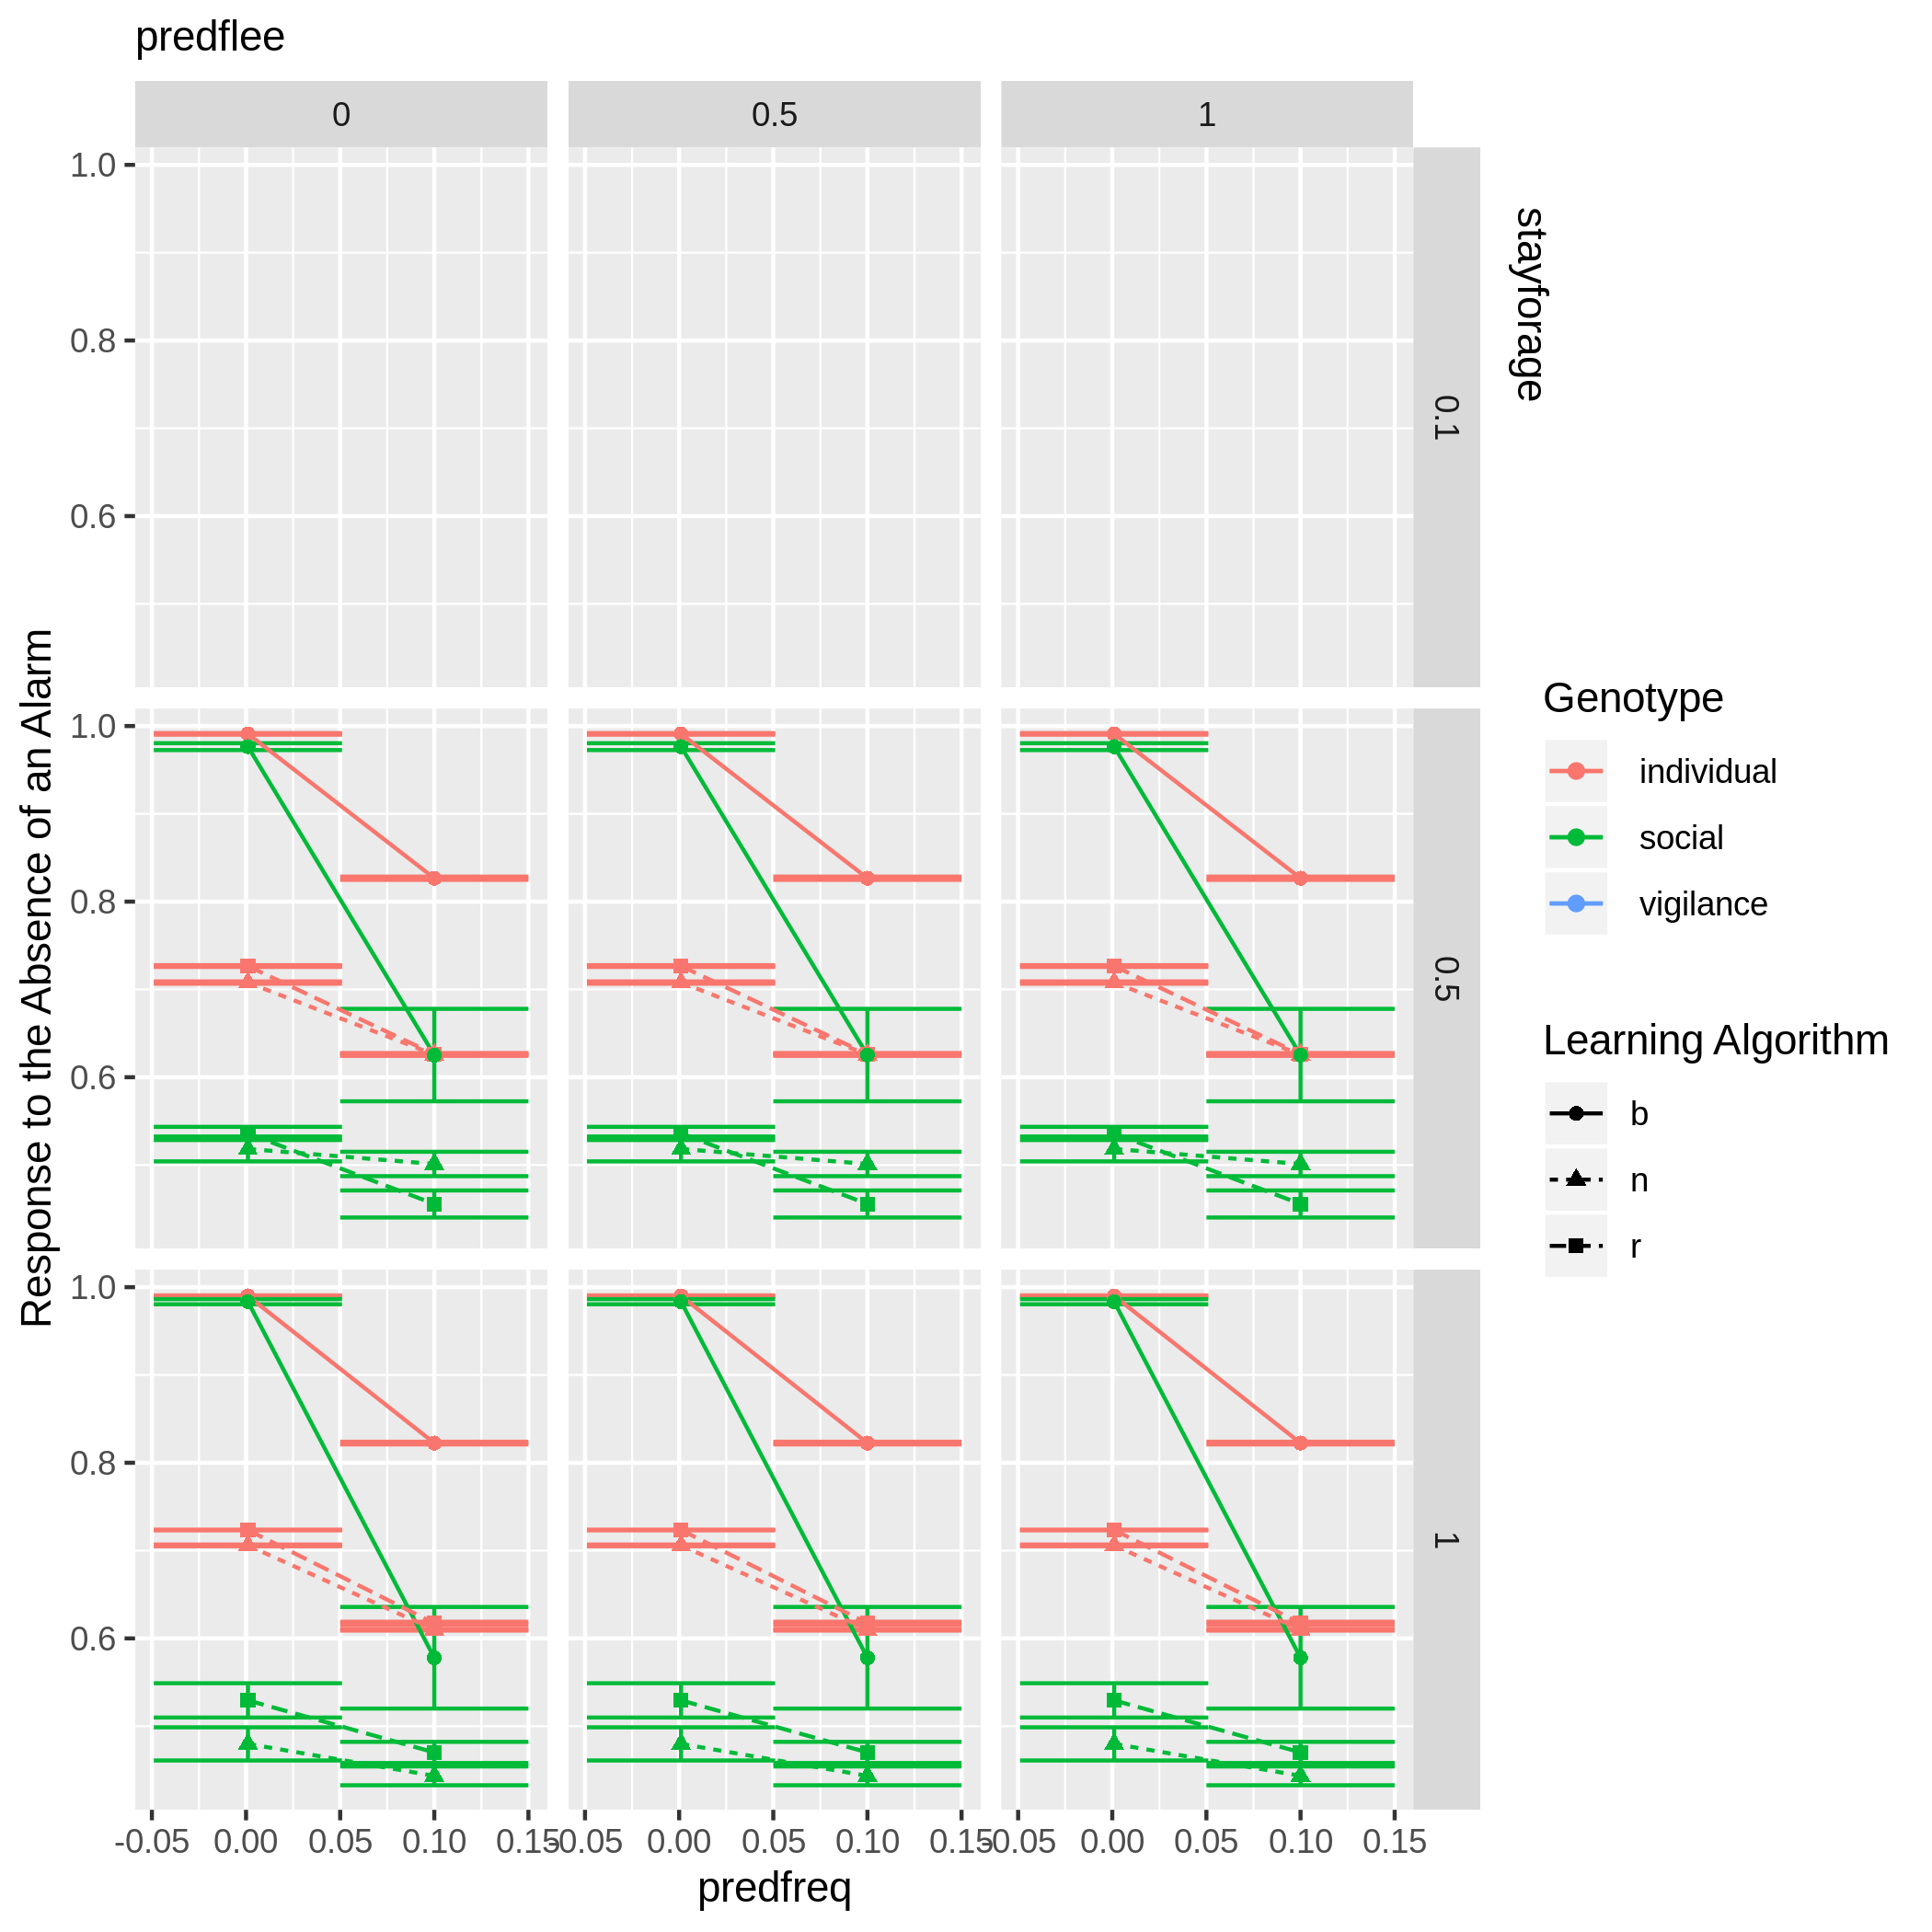 predflee
0 0.5 1
1.0
0.8
0.6
0.1
stayforage
1.0
0.8
0.6
0.5
1.0
0.8
0.6
1
-0.05 0.00 0.05 0.10 0.15 -0.05 0.00 0.05 0.10 0.15 -0.05 0.00 0.05 0.10 0.15
predfreq
Response to the Absence of an Alarm
Genotype
individual
social
vigilance
Learning Algorithm
b
n
r